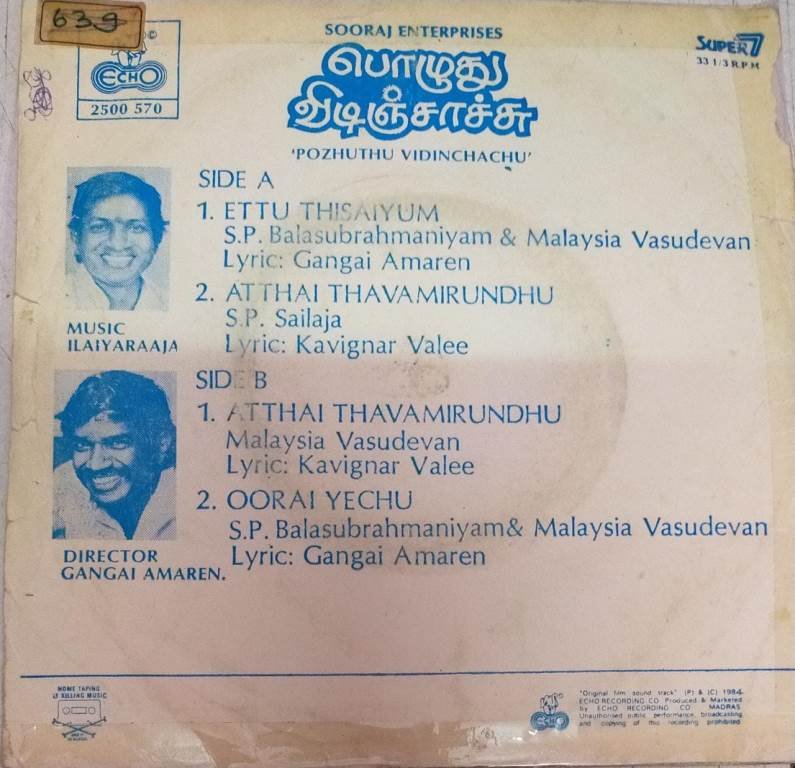 639
©
ECHO
2500 570
SOORAJ ENTERPRISES
பொழுது
விடிஞ்சாச்சு
'POZHUTHU VIDINCHACHU'
SUPER 7
33 1/3 R.P.M
SIDE A
1. ETTU THISAIYUM
S.P. Balasubrahmaniyam & Malaysia Vasudevan
Lyric: Gangai Amaren
2. ATTHAI THAVAMIRUNDHU
S.P. Sailaja
Lyric: Kavignar Valee
MUSIC
ILAIYARAAJA
SIDE B
1. ATTHAI THAVAMIRUNDHU
Malaysia Vasudevan
Lyric: Kavignar Valee
2. OORAI YECHU
S.P. Balasubrahmaniyam& Malaysia Vasudevan
Lyric: Gangai Amaren
DIRECTOR
GANGAI AMAREN.
HOME TAPING
IS KILLING MUSIC
ECHO
"Original film sound track" (P) & (C) 1984.
ECHO RECORDING CO. Produced & Marketed
by ECHO RECORDING CO MADRAS
Unauthorised public performance, broadcasting
and copying of this recording prohibited